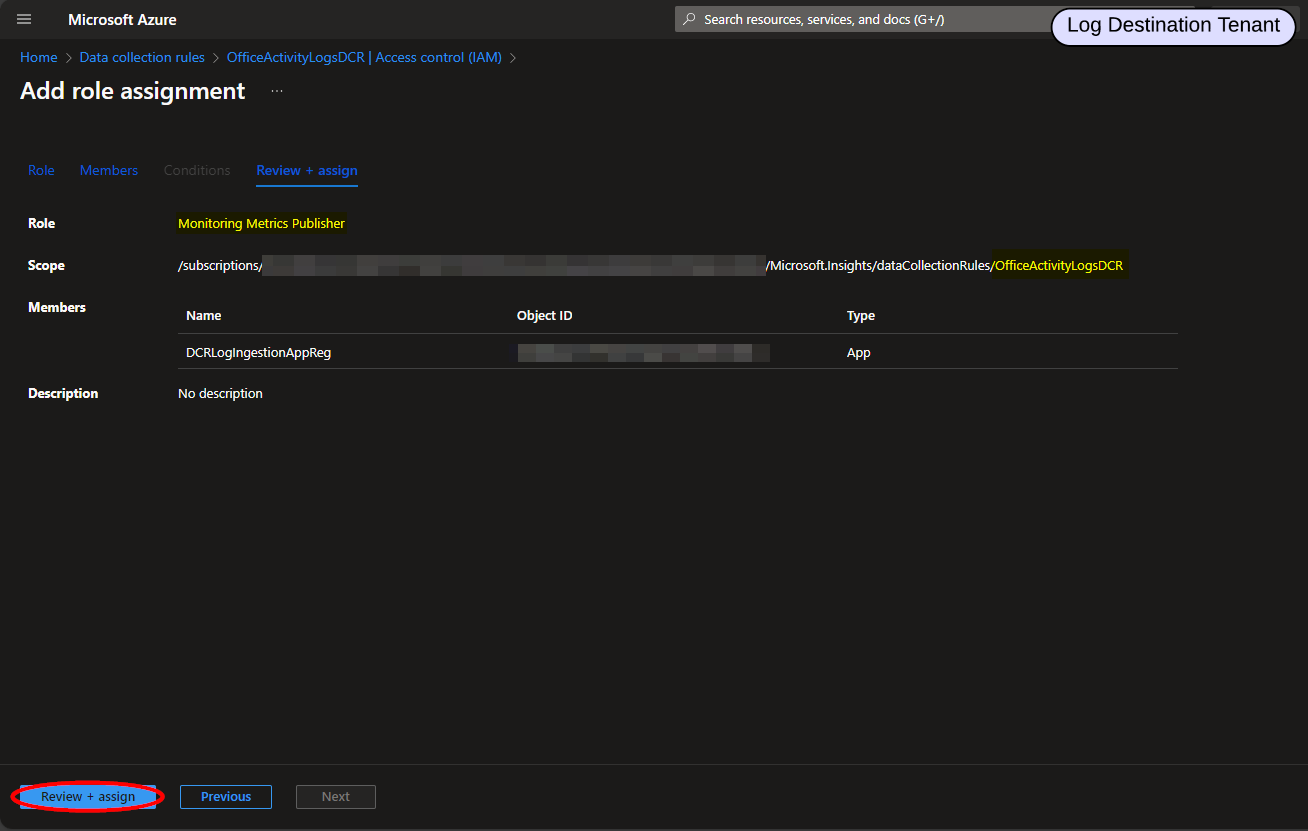 Microsoft Azure
Search resources, services, and docs (G+/)
Log Destination Tenant
Home > Data collection rules > OfficeActivityLogsDCR | Access control (IAM) >
Add role assignment ...
Role Members Conditions Review + assign
Role Monitoring Metrics Publisher
Scope /subscriptions/ /Microsoft.Insights/dataCollectionRules/OfficeActivityLogsDCR
Members
Name Object ID Type
DCRLogIngestionAppReg App
Description No description
Review + assign Previous Next